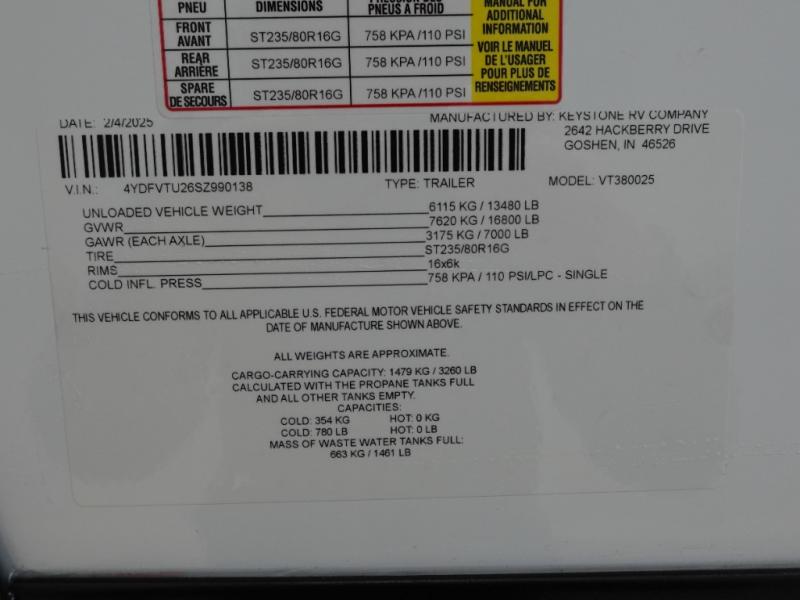 PNEU DIMENSIONS PNEUS A FROID
MANUAL FOR
ADDITIONAL
INFORMATION
VOIR LE MANUEL
DE L'USAGER
POUR PLUS DE
RENSEIGNEMENTS
FRONT
AVANT ST235/80R16G 758 KPA /110 PSI
REAR
ARRIÈRE ST235/80R16G 758 KPA /110 PSI
SPARE
DE SECOURS ST235/80R16G 758 KPA /110 PSI
DATE: 2/4/2025 MANUFACTURED BY: KEYSTONE RV COMPANY
2642 HACKBERRY DRIVE
GOSHEN, IN 46526
V.I.N.: 4YDFVTU26SZ990138 TYPE: TRAILER MODEL: VT380025
UNLOADED VEHICLE WEIGHT 6115 KG / 13480 LB
GVWR 7620 KG / 16800 LB
GAWR (EACH AXLE) 3175 KG / 7000 LB
TIRE ST235/80R16G
RIMS 16x6k
COLD INFL. PRESS 758 KPA / 110 PSI/LPC - SINGLE
THIS VEHICLE CONFORMS TO ALL APPLICABLE U.S. FEDERAL MOTOR VEHICLE SAFETY STANDARDS IN EFFECT ON THE
DATE OF MANUFACTURE SHOWN ABOVE.
ALL WEIGHTS ARE APPROXIMATE.
CARGO-CARRYING CAPACITY: 1479 KG / 3260 LB
CALCULATED WITH THE PROPANE TANKS FULL
AND ALL OTHER TANKS EMPTY.
CAPACITIES:
COLD: 354 KG HOT: 0 KG
COLD: 780 LB HOT: 0 LB
MASS OF WASTE WATER TANKS FULL:
663 KG / 1461 LB